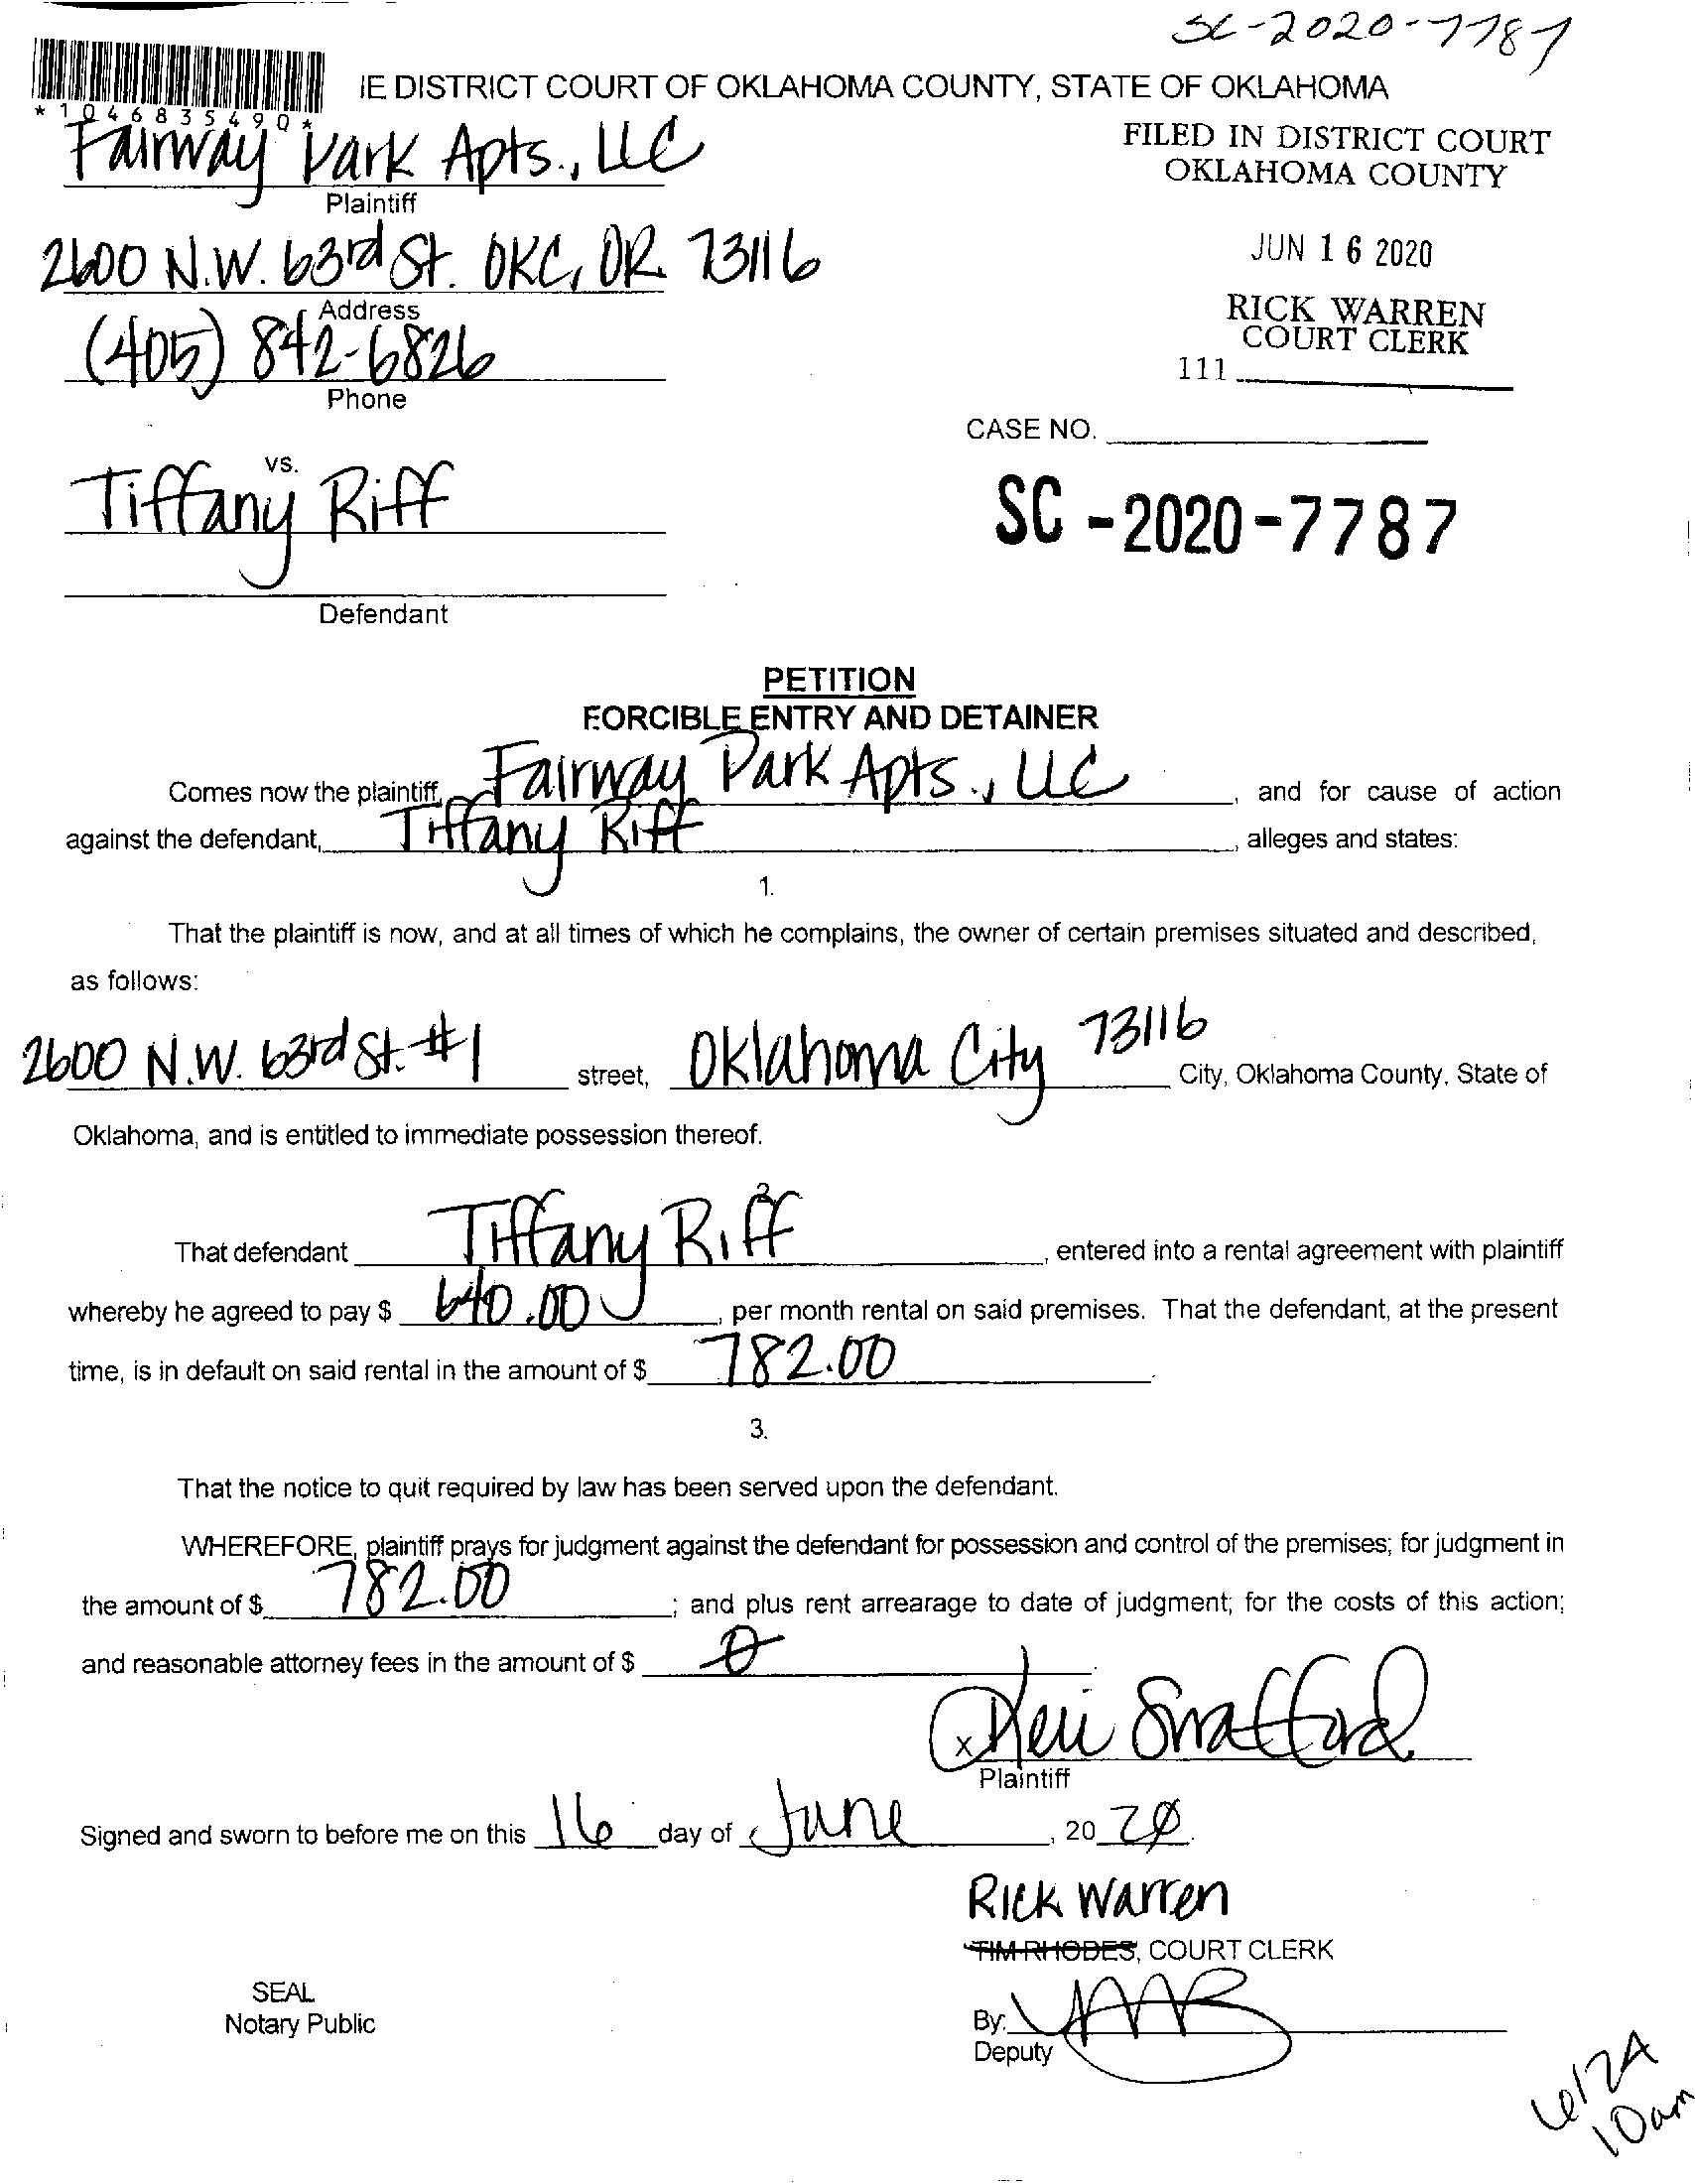 SC-2020-7787
IE DISTRICT COURT OF OKLAHOMA COUNTY, STATE OF OKLAHOMA
*1046835490*
Fairway Park Apts., LLC
Plaintiff
FILED IN DISTRICT COURT
OKLAHOMA COUNTY
2600 N.W. 63rd St. OKC, OK 73116
Address
JUN 16 2020
(405) 842-6826
Phone
RICK WARREN
COURT CLERK
111
CASE NO.
vs.
Tiffany Riff
SC-2020-7787
Defendant
PETITION
FORCIBLE ENTRY AND DETAINER
Comes now the plaintiff, Fairway Park Apts., LLC, and for cause of action
against the defendant, Tiffany Riff, alleges and states:
1.
That the plaintiff is now, and at all times of which he complains, the owner of certain premises situated and described,
as follows:
2600 N.W. 63rd St. #1 street, Oklahoma City 73116 City, Oklahoma County, State of
Oklahoma, and is entitled to immediate possession thereof.
2.
That defendant Tiffany Riff, entered into a rental agreement with plaintiff
whereby he agreed to pay $ 640.00, per month rental on said premises. That the defendant, at the present
time, is in default on said rental in the amount of $ 782.00.
3.
That the notice to quit required by law has been served upon the defendant.
WHEREFORE, plaintiff prays for judgment against the defendant for possession and control of the premises; for judgment in
the amount of $ 782.00; and plus rent arrearage to date of judgment; for the costs of this action;
and reasonable attorney fees in the amount of $ 0
x
Plaintiff
Signed and sworn to before me on this 16 day of June, 20 20.
Rick Warren
TIM RHODES, COURT CLERK
SEAL
Notary Public
By:
Deputy
6/24
10am